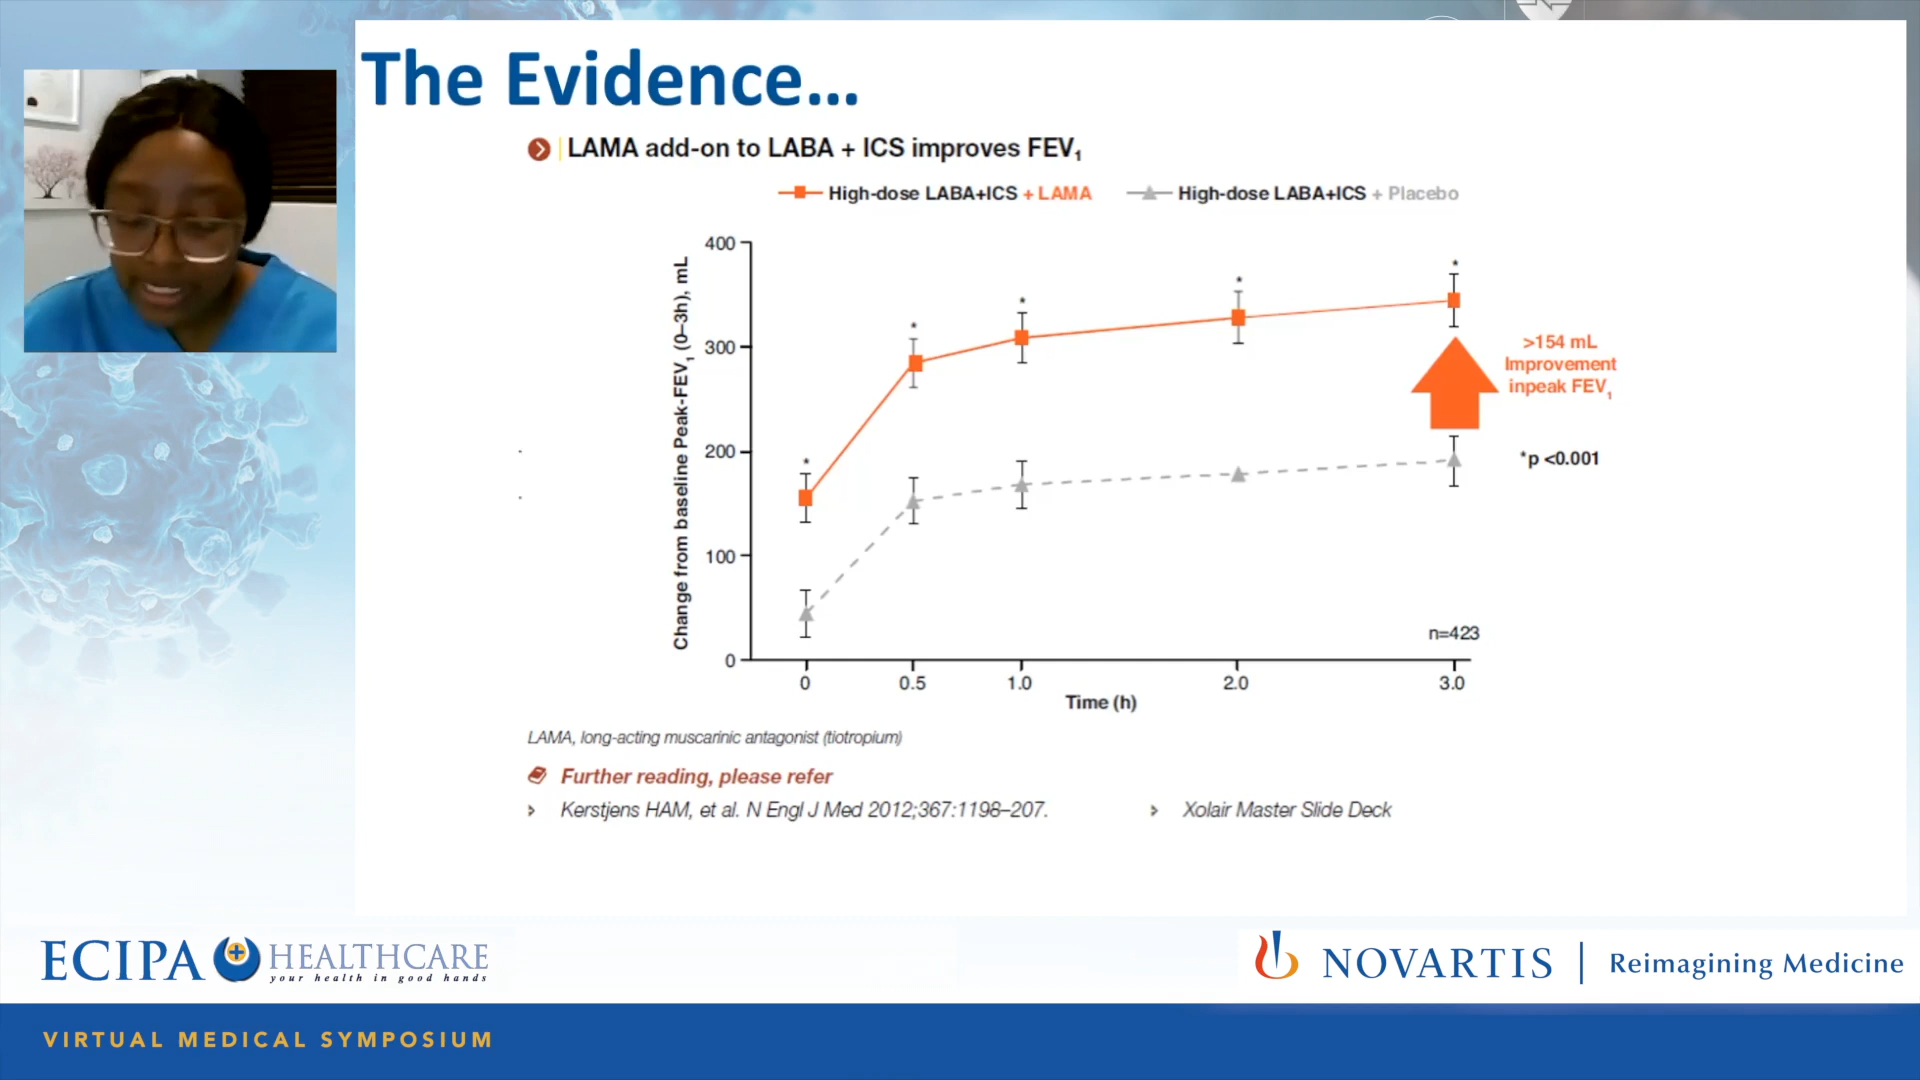 The Evidence...
LAMA add-on to LABA + ICS improves FEV₁
High-dose LABA+ICS + LAMA
High-dose LABA+ICS + Placebo
Change from baseline Peak-FEV₁ (0–3h), mL
400
300
200
100
0
*
*
*
*
*
>154 mL
Improvement
inpeak FEV₁
*p <0.001
n=423
0
0.5
1.0
2.0
3.0
Time (h)
LAMA, long-acting muscarinic antagonist (tiotropium)
Further reading, please refer
Kerstjens HAM, et al. N Engl J Med 2012;367:1198–207.
Xolair Master Slide Deck
ECIPA HEALTHCARE
your health in good hands
NOVARTIS | Reimagining Medicine
VIRTUAL MEDICAL SYMPOSIUM